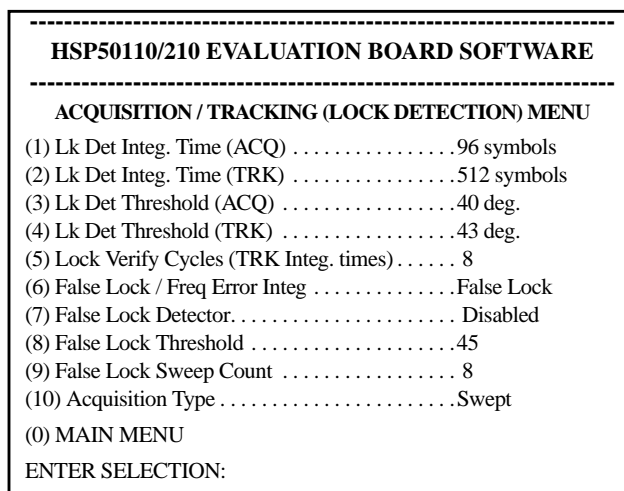 --------------------------------------------------------------------
HSP50110/210 EVALUATION BOARD SOFTWARE
--------------------------------------------------------------------
ACQUISITION / TRACKING (LOCK DETECTION) MENU
(1) Lk Det Integ. Time (ACQ) . . . . . . . . . . . . . . . .96 symbols
(2) Lk Det Integ. Time (TRK) . . . . . . . . . . . . . . . .512 symbols
(3) Lk Det Threshold (ACQ) . . . . . . . . . . . . . . . . .40 deg.
(4) Lk Det Threshold (TRK) . . . . . . . . . . . . . . . . .43 deg.
(5) Lock Verify Cycles (TRK Integ. times) . . . . . . 8
(6) False Lock / Freq Error Integ . . . . . . . . . . . . .False Lock
(7) False Lock Detector. . . . . . . . . . . . . . . . . . . . . Disabled
(8) False Lock Threshold . . . . . . . . . . . . . . . . . . .45
(9) False Lock Sweep Count . . . . . . . . . . . . . . . . 8
(10) Acquisition Type . . . . . . . . . . . . . . . . . . . . . .Swept
(0) MAIN MENU
ENTER SELECTION: